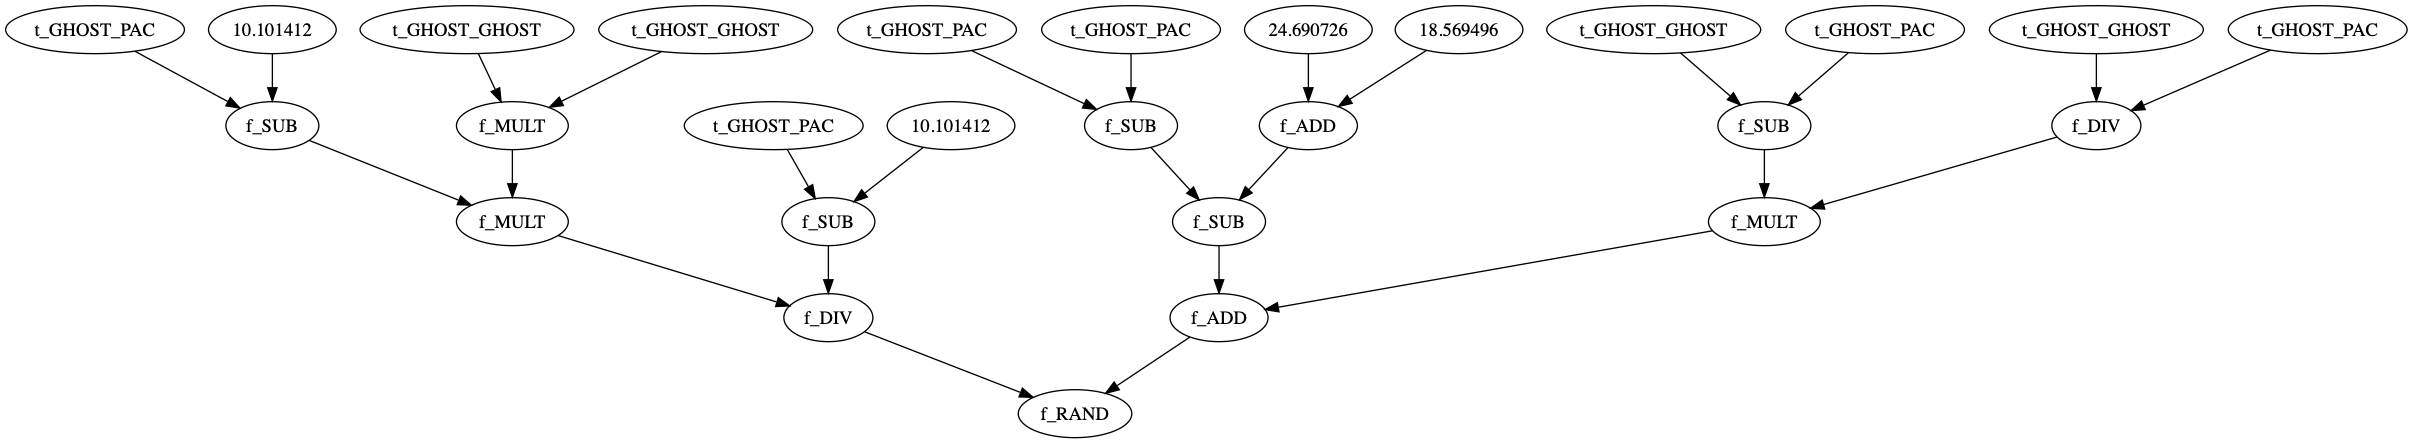 t_GHOST_PAC
10.101412
t_GHOST_GHOST
t_GHOST_GHOST
t_GHOST_PAC
t_GHOST_PAC
24.690726
18.569496
t_GHOST_GHOST
t_GHOST_PAC
t_GHOST_GHOST
t_GHOST_PAC
f_SUB
f_MULT
t_GHOST_PAC
10.101412
f_SUB
f_ADD
f_SUB
f_DIV
f_MULT
f_SUB
f_SUB
f_MULT
f_DIV
f_ADD
f_RAND